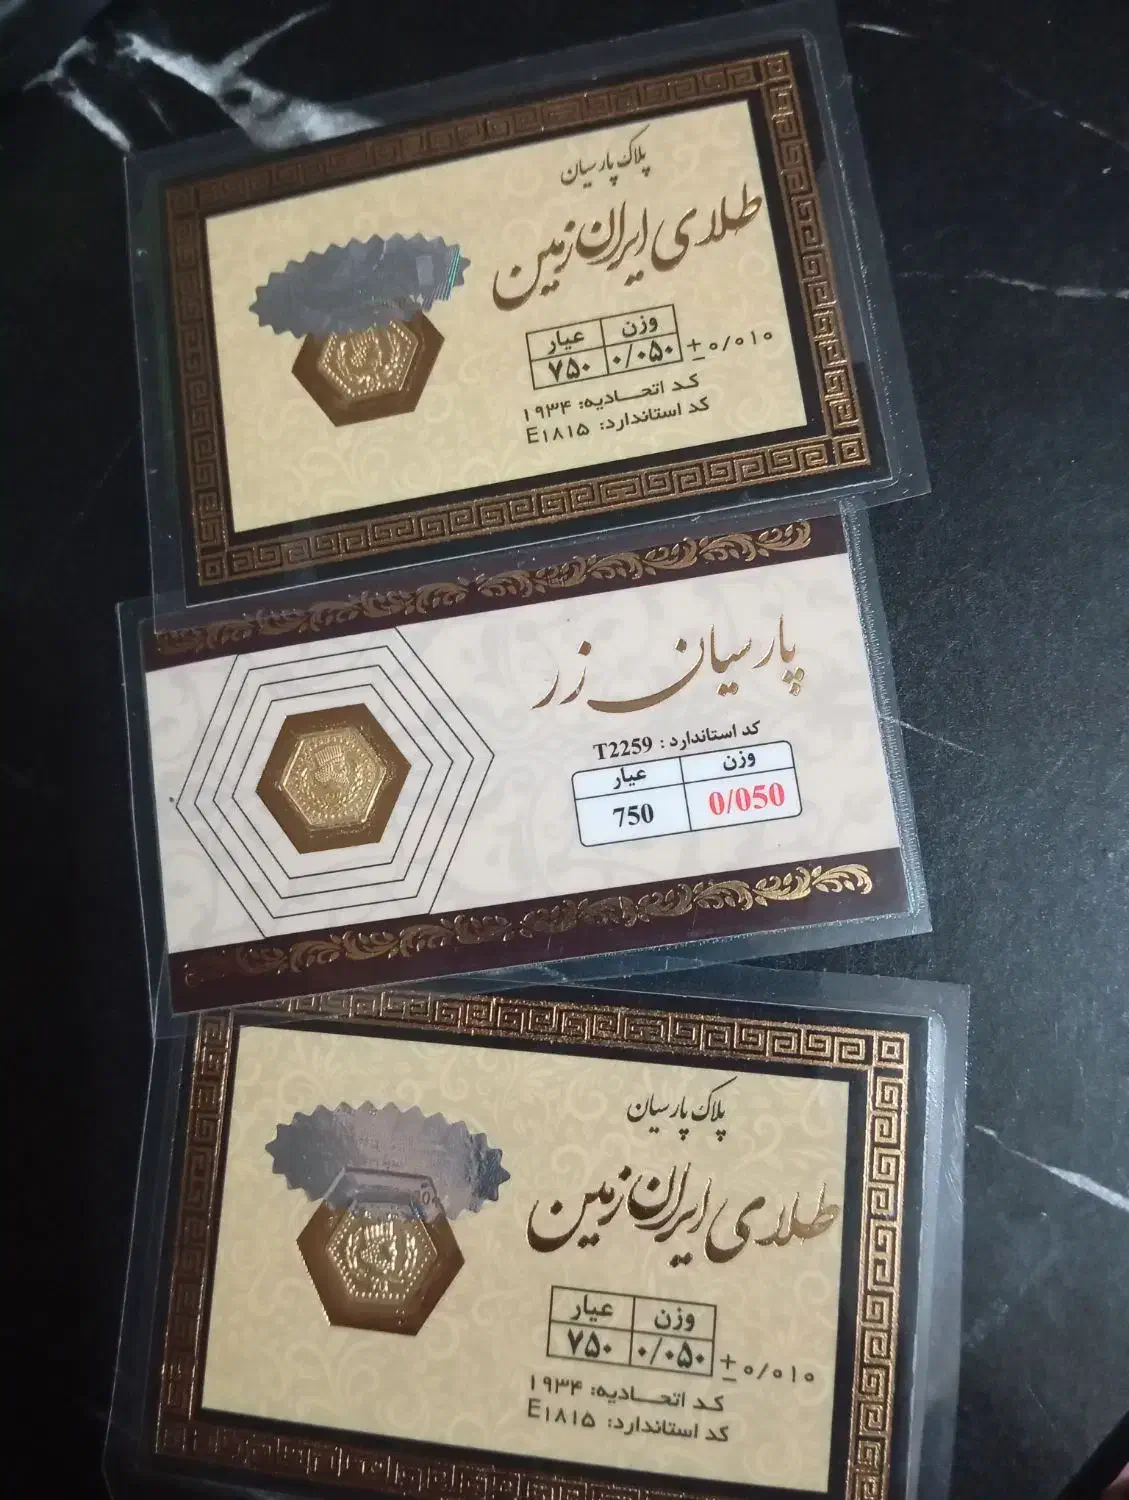 پلاک پارسیان
طلای ایران زمین
وزن عیار
۰/۰۵۰ ۷۵۰ ± ۰/۰۱۰
کد اتحادیه: ۱۹۳۴
کد استاندارد: E۱۸۱۵
پارسیان زر
کد استاندارد : T2259
وزن عیار
0/050 750
پلاک پارسیان
طلای ایران زمین
وزن عیار
۰/۰۵۰ ۷۵۰ ± ۰/۰۱۰
کد اتحادیه: ۱۹۳۴
کد استاندارد: E۱۸۱۵